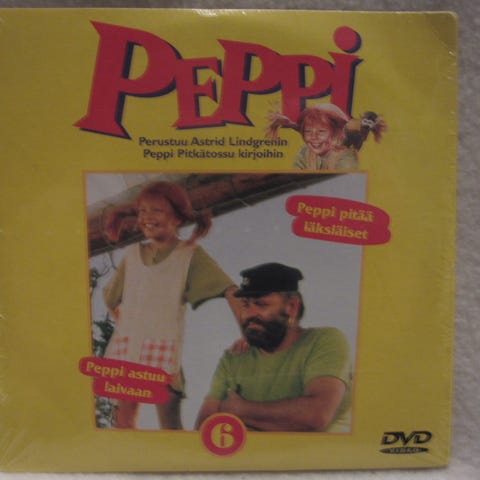 PEPPi
Perustuu Astrid Lindgrenin
Peppi Pitkätossu kirjoihin
Peppi pitää
läksiäiset
Peppi astuu
laivaan
6
DVD
VIDEO